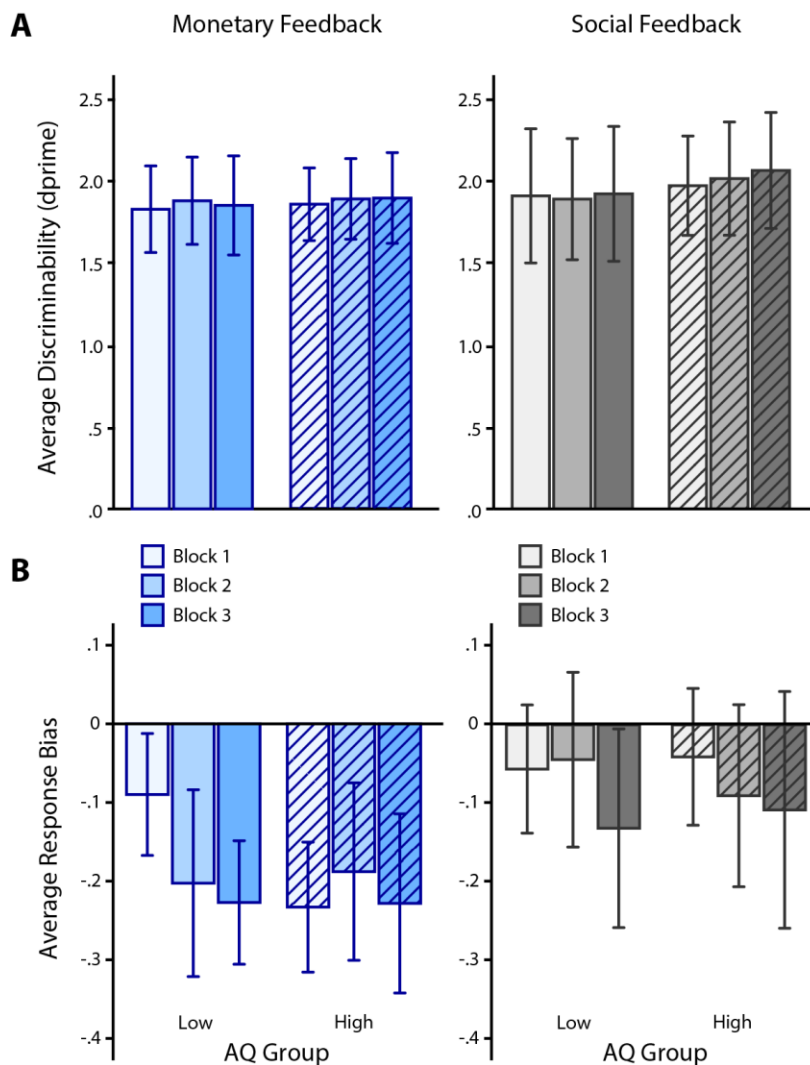 A
Monetary Feedback
Social Feedback
Average Discriminability (dprime)
2.5
2.0
1.5
1.0
.5
.0
2.5
2.0
1.5
1.0
.5
.0
B
Block 1
Block 2
Block 3
Block 1
Block 2
Block 3
Average Response Bias
.1
0
-.1
-.2
-.3
-.4
.1
0
-.1
-.2
-.3
-.4
Low
High
Low
High
AQ Group
AQ Group